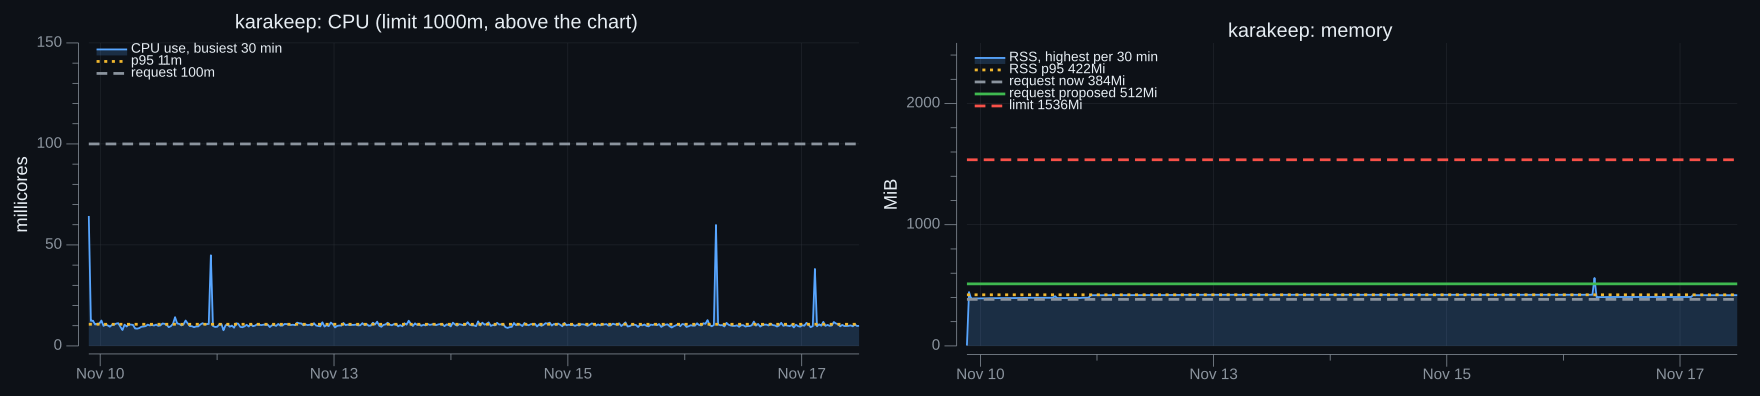 karakeep: CPU (limit 1000m, above the chart)
CPU use, busiest 30 min
p95 11m
request 100m
millicores
150
100
50
0
Nov 10
Nov 13
Nov 15
Nov 17
karakeep: memory
RSS, highest per 30 min
RSS p95 422Mi
request now 384Mi
request proposed 512Mi
limit 1536Mi
MiB
2000
1000
0
Nov 10
Nov 13
Nov 15
Nov 17